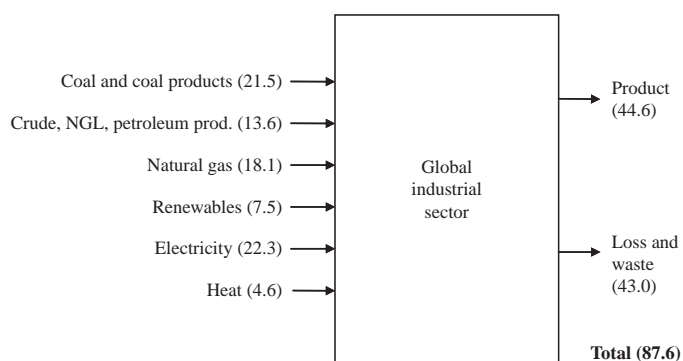 Coal and coal products (21.5)
Crude, NGL, petroleum prod. (13.6)
Natural gas (18.1)
Renewables (7.5)
Electricity (22.3)
Heat (4.6)
Global
industrial
sector
Product
(44.6)
Loss and
waste
(43.0)
Total (87.6)